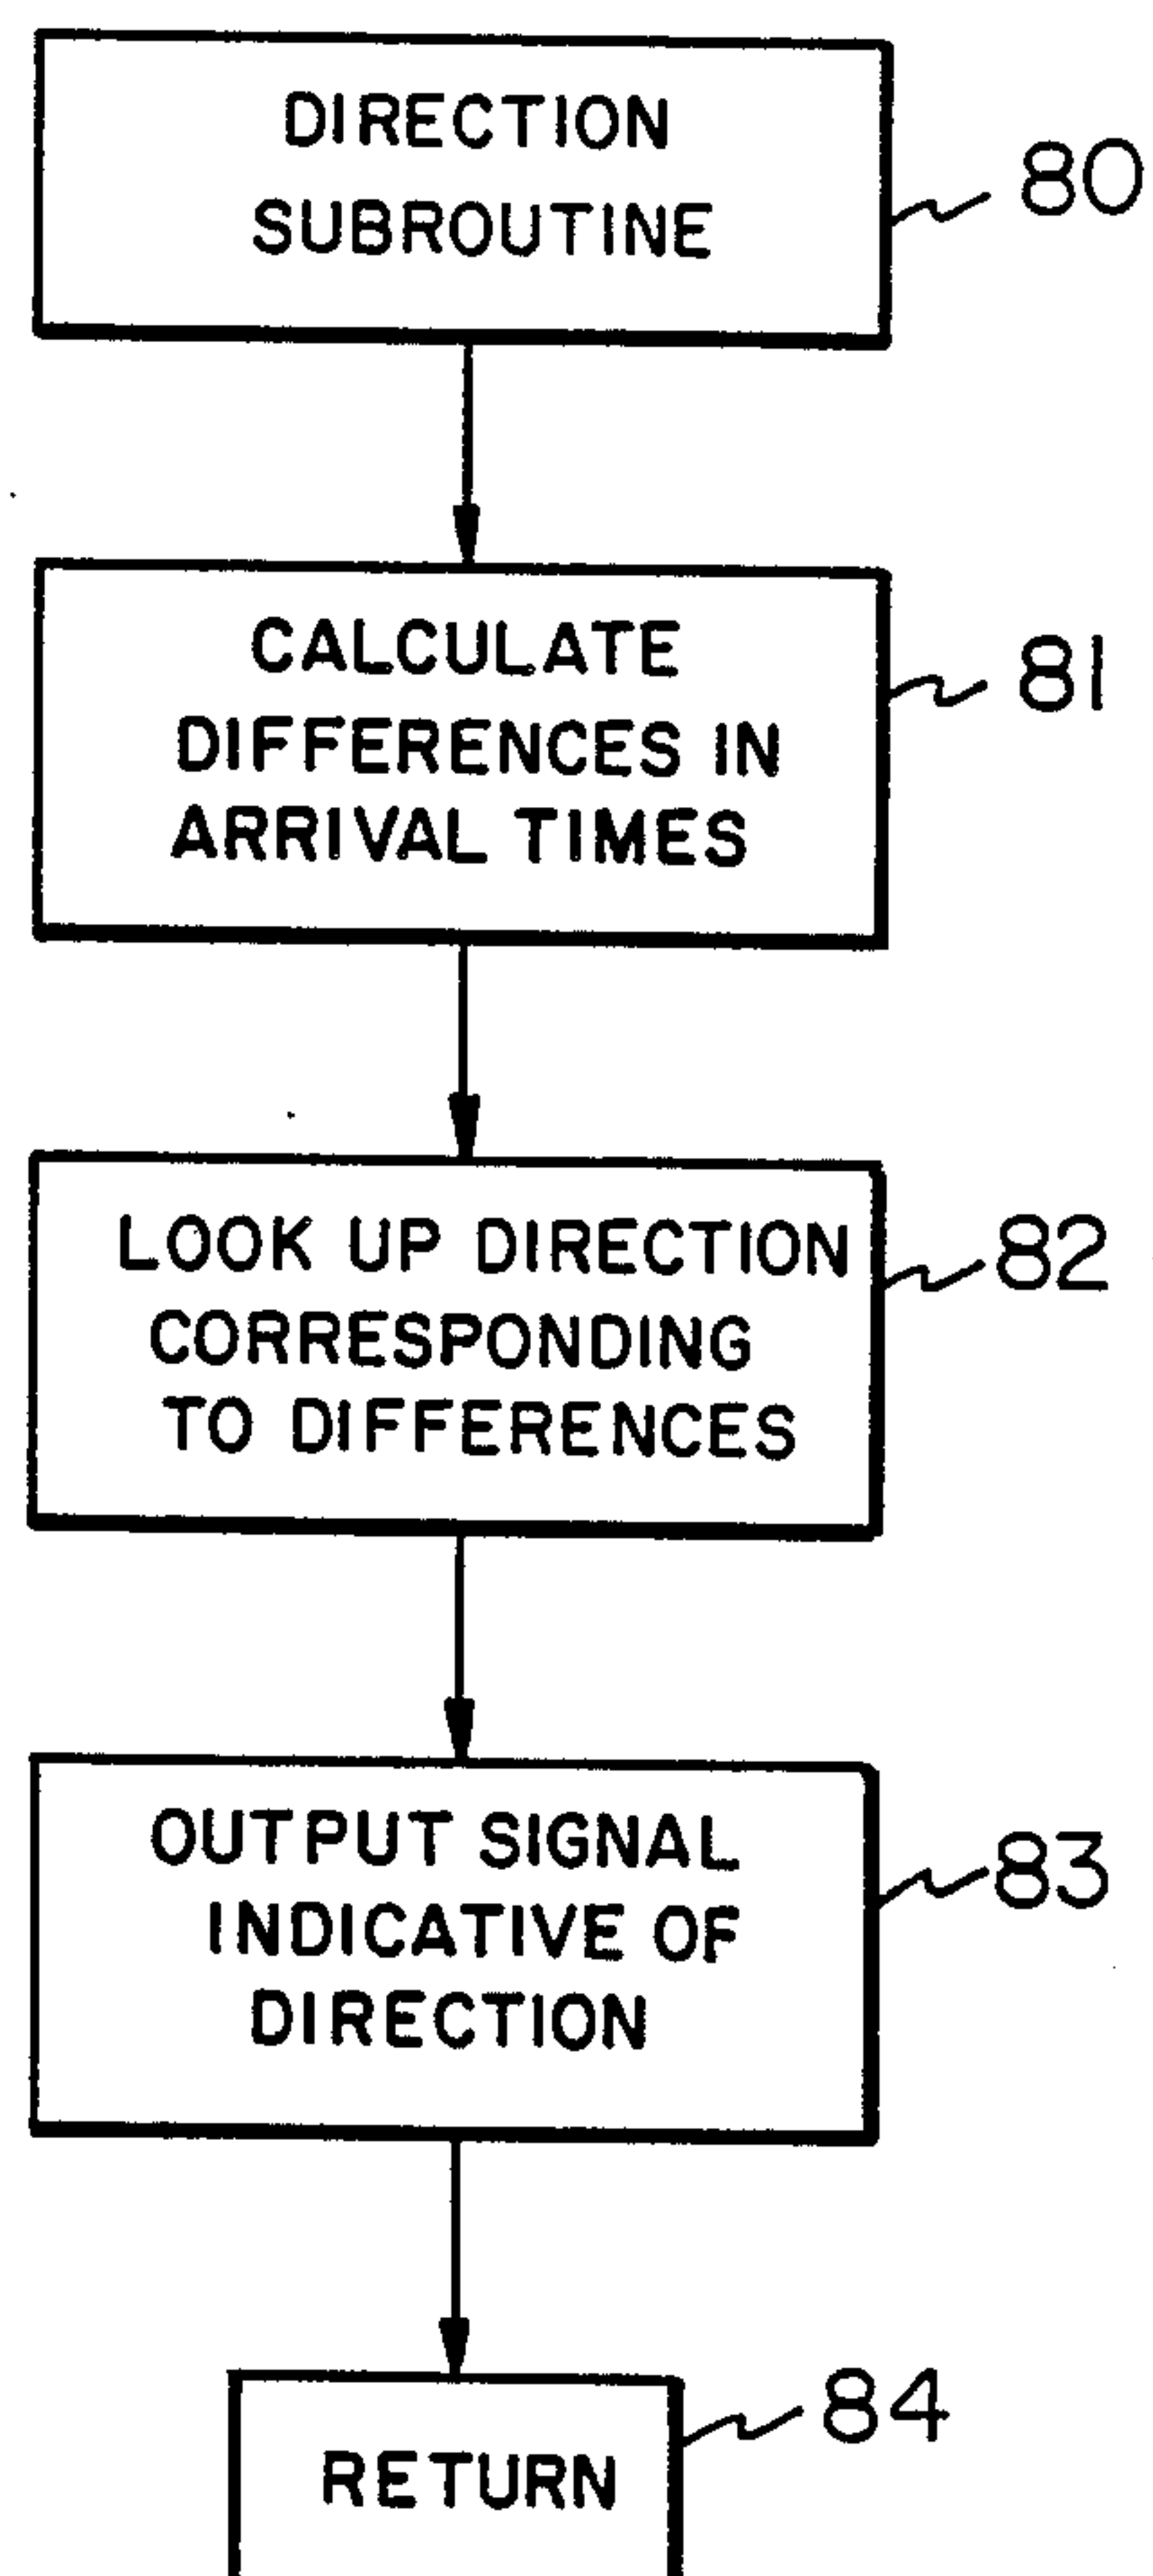 DIRECTION
SUBROUTINE
80
CALCULATE
DIFFERENCES IN
ARRIVAL TIMES
81
LOOK UP DIRECTION
CORRESPONDING
TO DIFFERENCES
82
OUTPUT SIGNAL
INDICATIVE OF
DIRECTION
83
RETURN
84